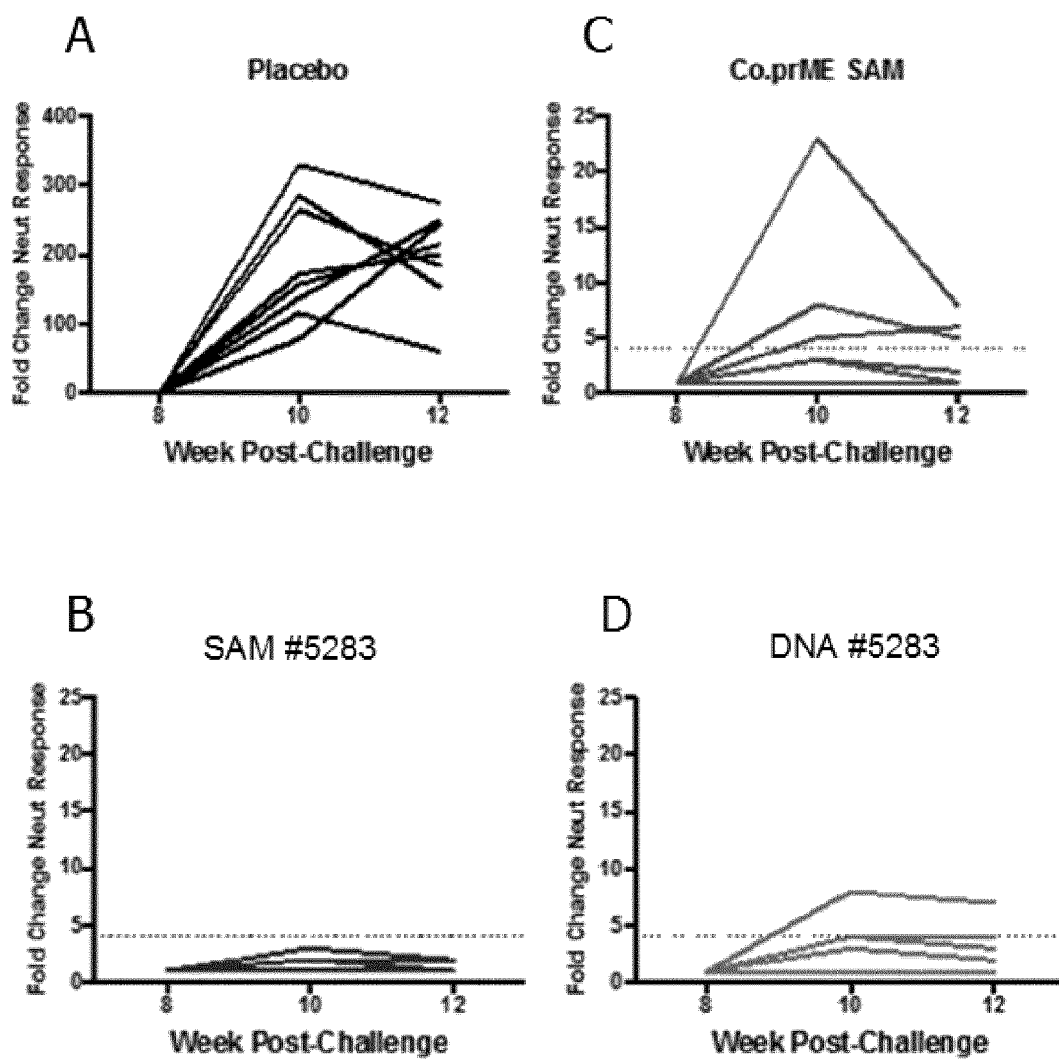 A
Placebo
Fold Change Neut Response
400
300
200
100
0
8 10 12
Week Post-Challenge
C
Co.prME SAM
Fold Change Neut Response
25
20
15
10
5
0
8 10 12
Week Post-Challenge
B
SAM #5283
Fold Change Neut Response
25
20
15
10
5
0
8 10 12
Week Post-Challenge
D
DNA #5283
Fold Change Neut Response
25
20
15
10
5
0
8 10 12
Week Post-Challenge